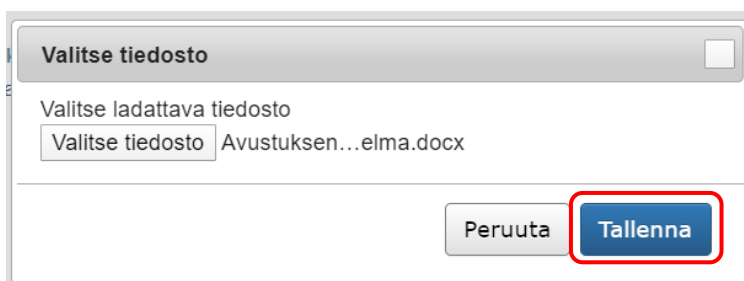 Valitse tiedosto
Valitse ladattava tiedosto
Valitse tiedosto Avustuksen…elma.docx
Peruuta Tallenna